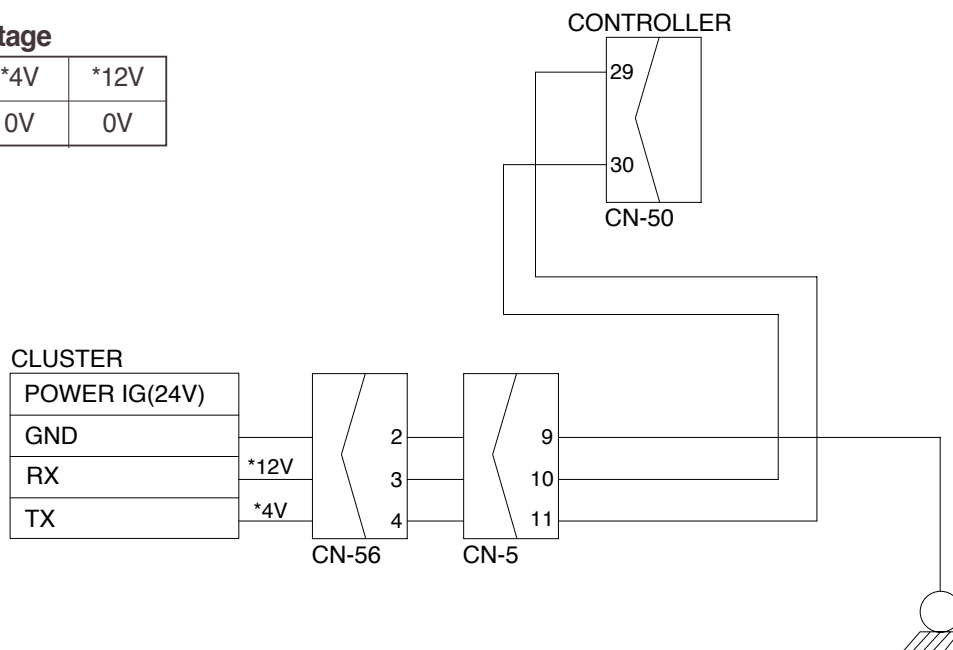 CONTROLLER
*4V *12V
0V 0V
29
30
CN-50
CLUSTER
POWER IG(24V)
GND 2 9
RX *12V 3 10
TX *4V 4 11
CN-56 CN-5